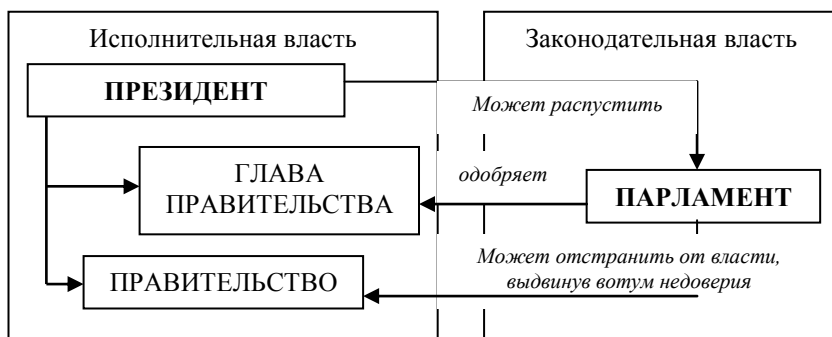 Исполнительная власть
Законодательная власть
ПРЕЗИДЕНТ
Может распустить
ГЛАВА
ПРАВИТЕЛЬСТВА
одобряет
ПАРЛАМЕНТ
Может отстранить от власти,
выдвинув вотум недоверия
ПРАВИТЕЛЬСТВО